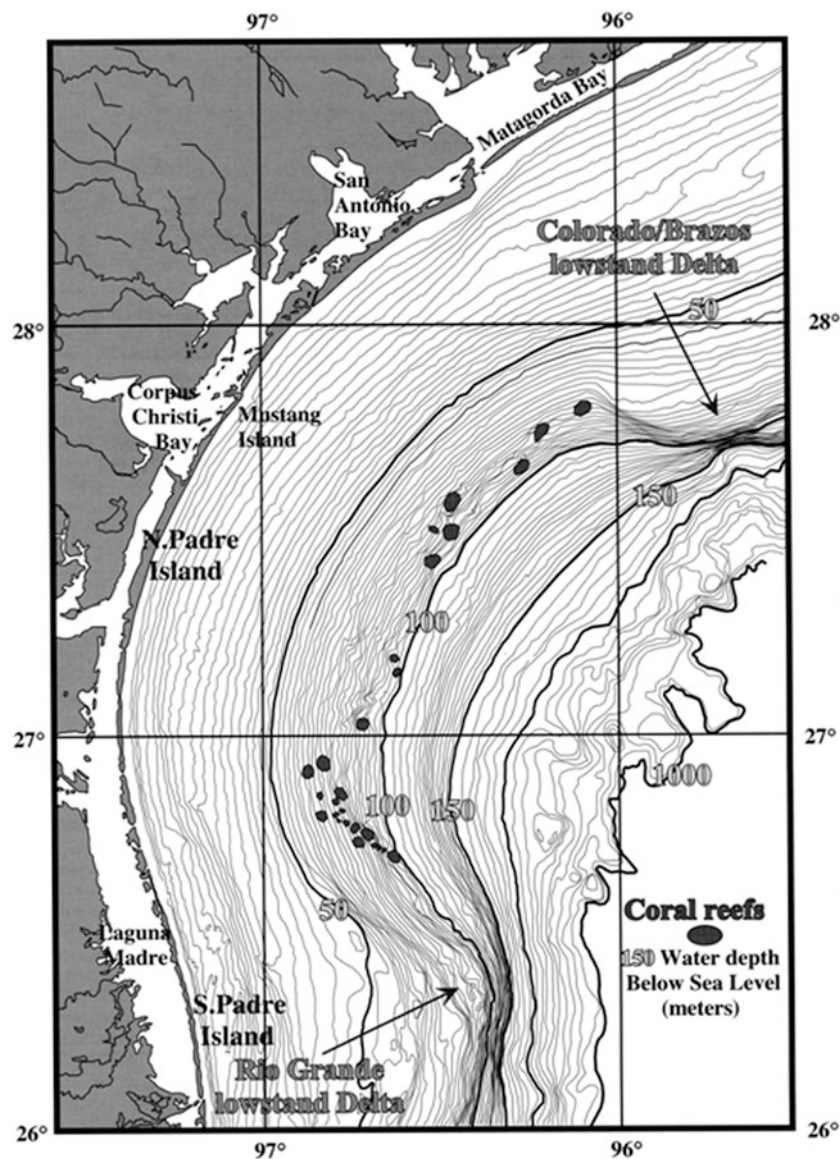 97°
96°
Matagorda Bay
San
Antonio
Bay
Colorado/Brazos
lowstand Delta
50
28°
28°
Corpus
Christi
Bay
Mustang
Island
150
N.Padre
Island
100
27°
27°
1000
100
150
Coral reefs
50
Laguna
Madre
150 Water depth
Below Sea Level
(meters)
S.Padre
Island
Rio Grande
lowstand Delta
26°
26°
97°
96°